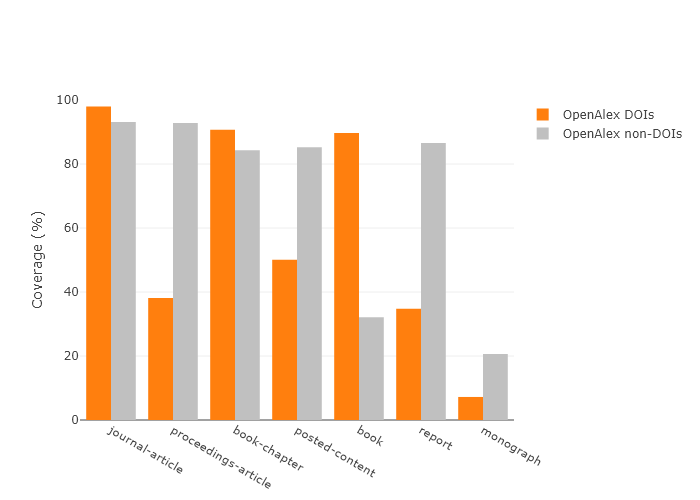 100
80
60
40
20
0
Coverage (%)
journal-article
proceedings-article
book-chapter
posted-content
book
report
monograph
OpenAlex DOIs
OpenAlex non-DOIs